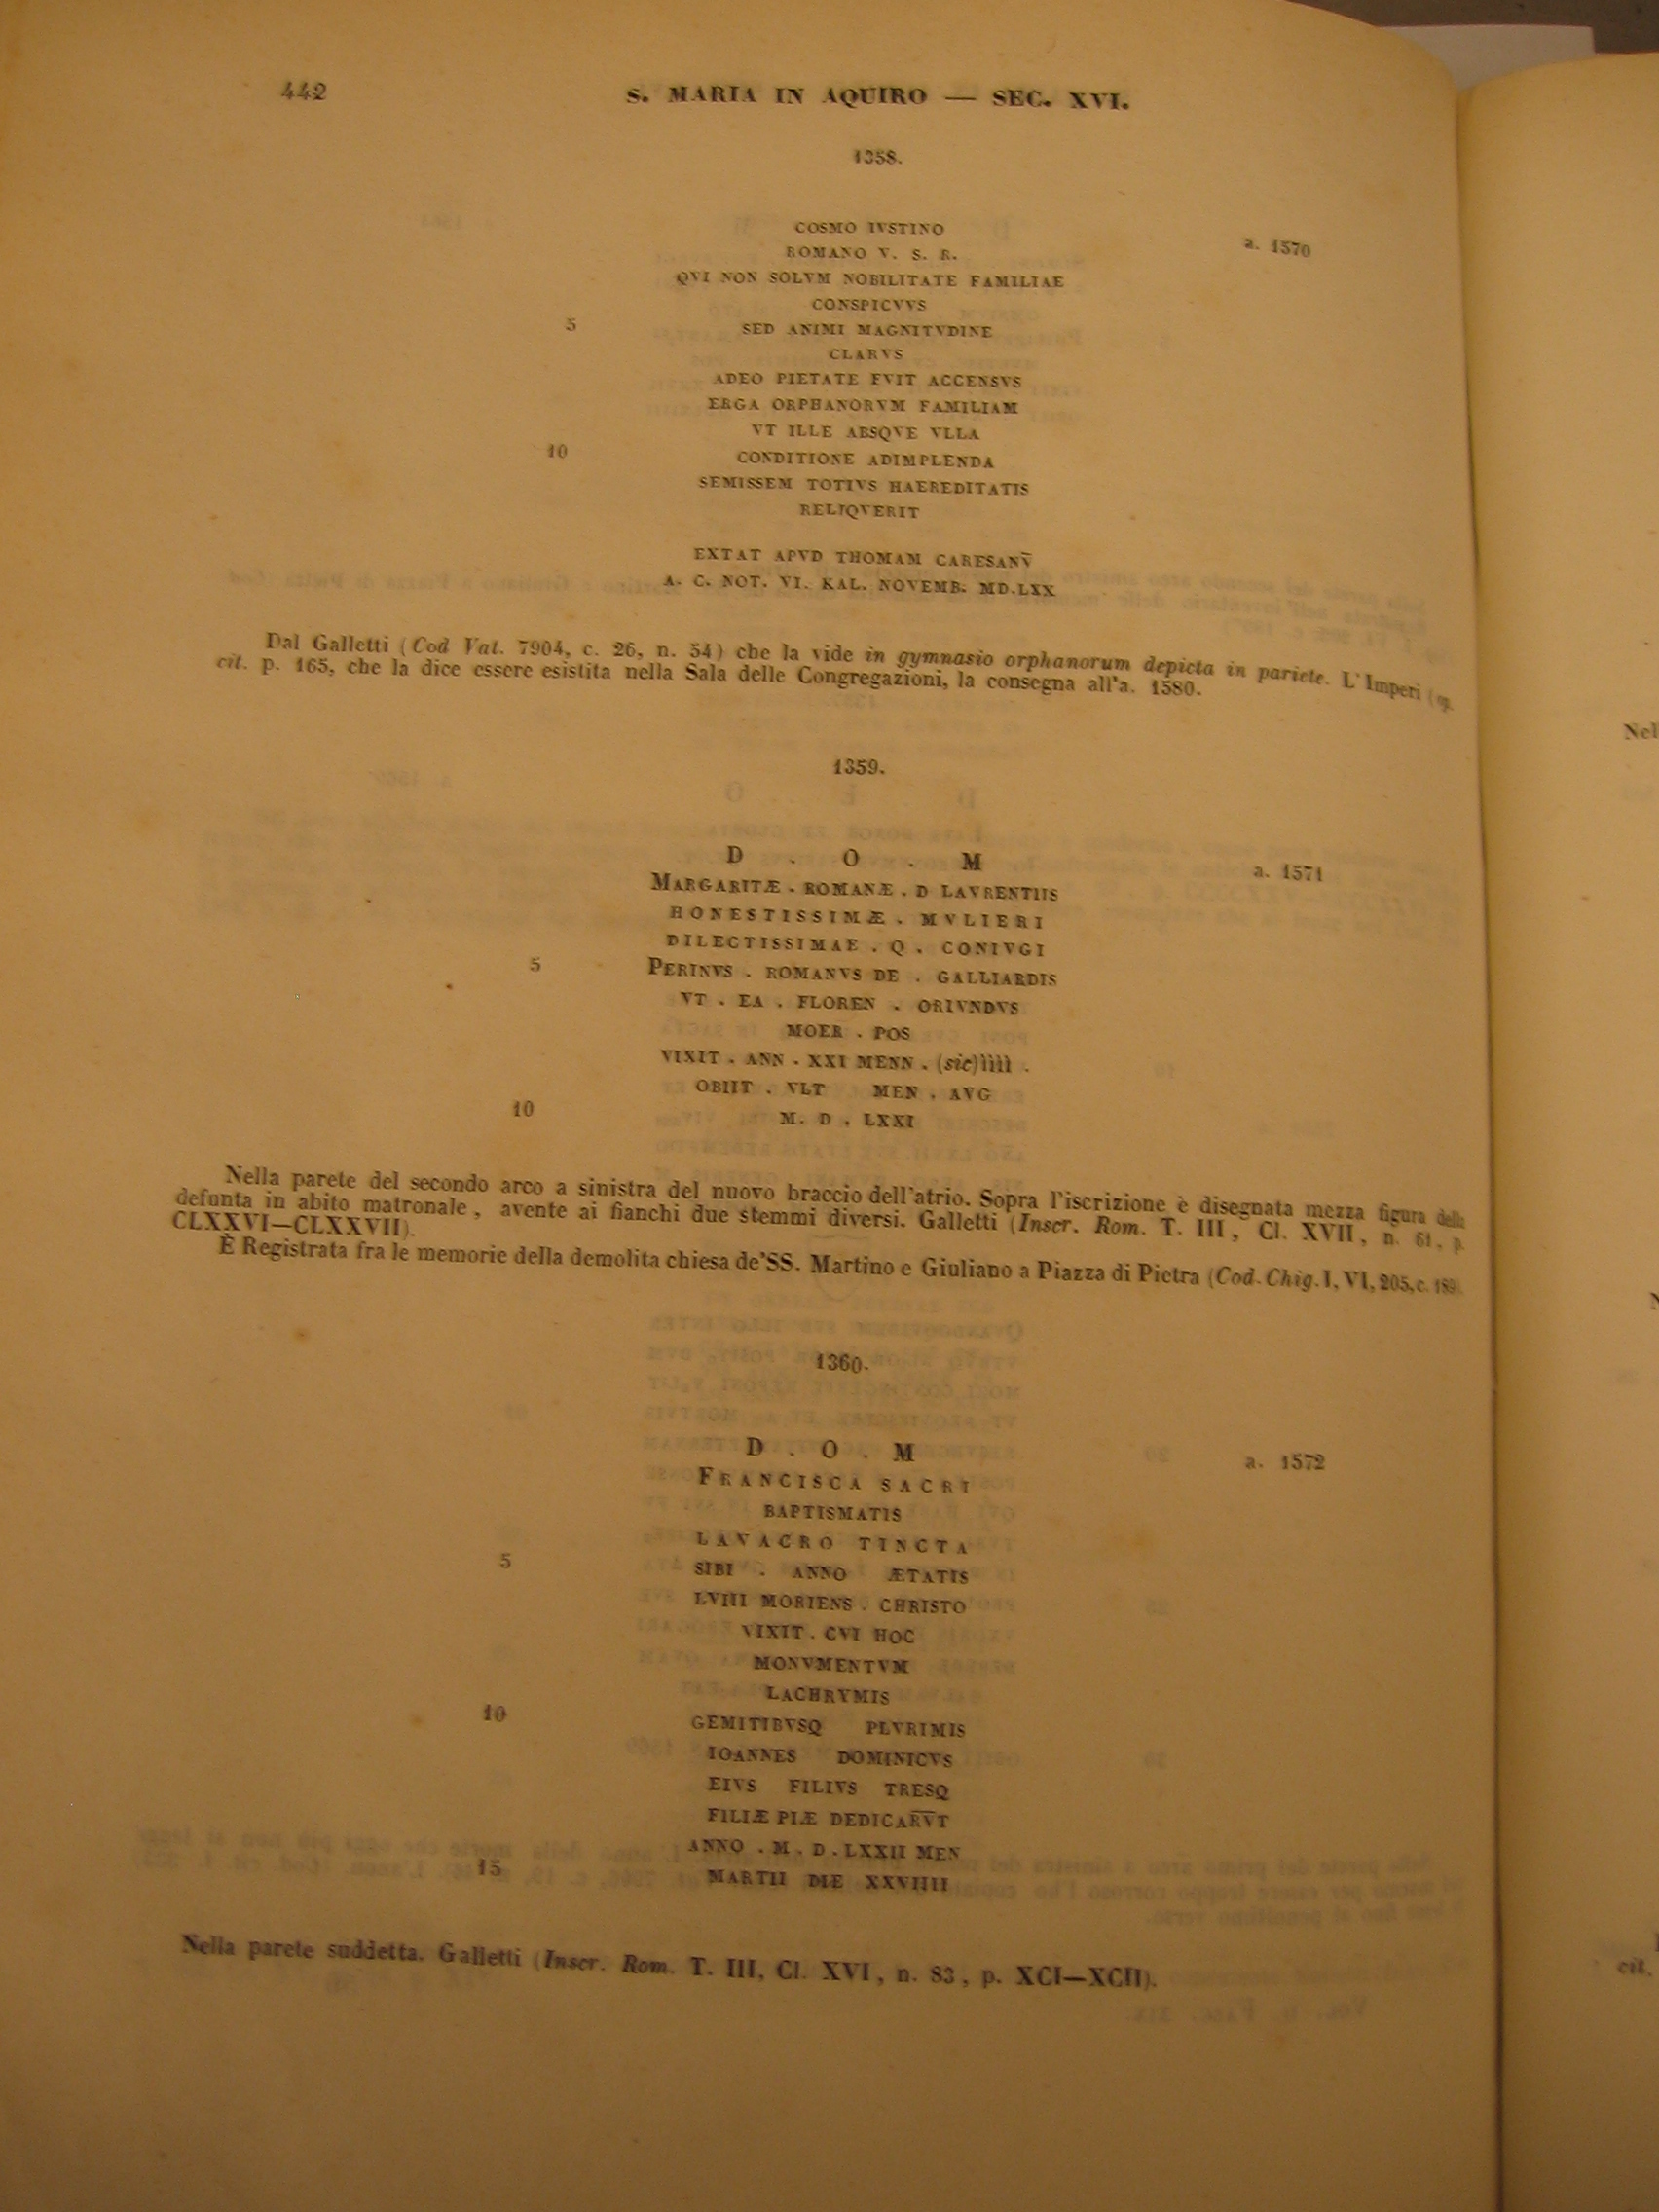 442
S. MARIA IN AQUIRO — SEC. XVI.
1358.
COSMO IVSTINO
a. 1570
ROMANO V. S. R.
QVI NON SOLVM NOBILITATE FAMILIAE
CONSPICVVS
5 SED ANIMI MAGNITVDINE
CLARVS
ADEO PIETATE FVIT ACCENSVS
ERGA ORPHANORVM FAMILIAM
VT ILLE ABSQVE VLLA
10 CONDITIONE ADIMPLENDA
SEMISSEM TOTIVS HAEREDITATIS
RELIQVERIT
EXTAT APVD THOMAM CARESANV̄
A. C. NOT. VI. KAL. NOVEMB. MD.LXX
Dal Galletti (Cod Vat. 7904, c. 26, n. 54) che la vide in gymnasio orphanorum depicta in pariete. L'Imperi (op.
cit. p. 165, che la dice essere esistita nella Sala delle Congregazioni, la consegna all'a. 1580.
1359.
D . O . M
a. 1571
MARGARITÆ . ROMANÆ . D LAVRENTIIS
HONESTISSIMÆ . MVLIERI
DILECTISSIMAE . Q . CONIVGI
5 PERINVS . ROMANVS DE . GALLIARDIS
VT . EA . FLOREN . ORIVNDVS
MOER . POS
VIXIT . ANN . XXI MENN . (sic) iiii .
OBIIT . VLT MEN . AVG
10 M. D . LXXI
Nella parete del secondo arco a sinistra del nuovo braccio dell'atrio. Sopra l'iscrizione è disegnata mezza figura della
defunta in abito matronale, avente ai fianchi due stemmi diversi. Galletti (Inscr. Rom. T. III, Cl. XVII, n. 61, p.
CLXXVI—CLXXVII).
È Registrata fra le memorie della demolita chiesa de'SS. Martino e Giuliano a Piazza di Pietra (Cod. Chig. I, VI, 205, c. 189.
1360.
D . O . M
a. 1572
FRANCISCA SACRI
BAPTISMATIS
LAVACRO TINCTA
5 SIBI . ANNO ÆTATIS
LVIII MORIENS . CHRISTO
VIXIT . CVI HOC
MONVMENTVM
LACHRYMIS
10 GEMITIBVSQ PLVRIMIS
IOANNES DOMINICVS
EIVS FILIVS TRESQ
FILIÆ PIÆ DEDICAR̄V̄T
ANNO . M . D . LXXII MEN
15 MARTII DIE XXVIIII
Nella parete suddetta. Galletti (Inscr. Rom. T. III, Cl. XVI, n. 83, p. XCI—XCII).
Nel
cit.